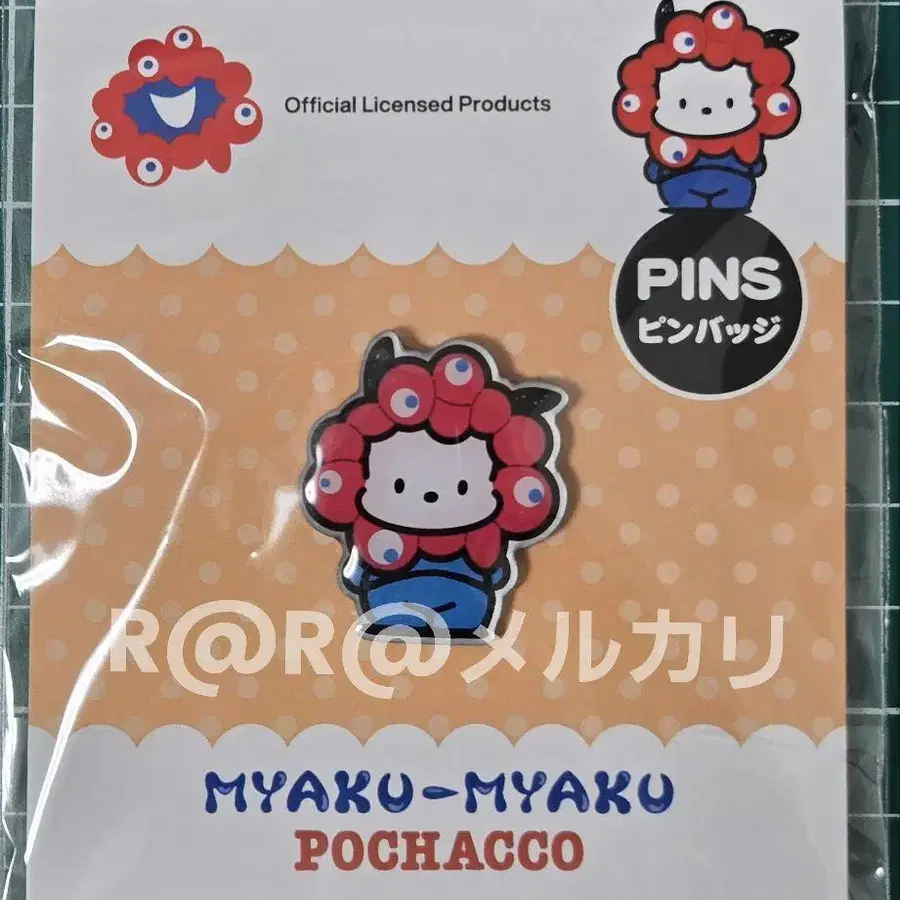 Official Licensed Products
PINS
ピンバッジ
R@R@メルカリ
MYAKU-MYAKU
POCHACCO